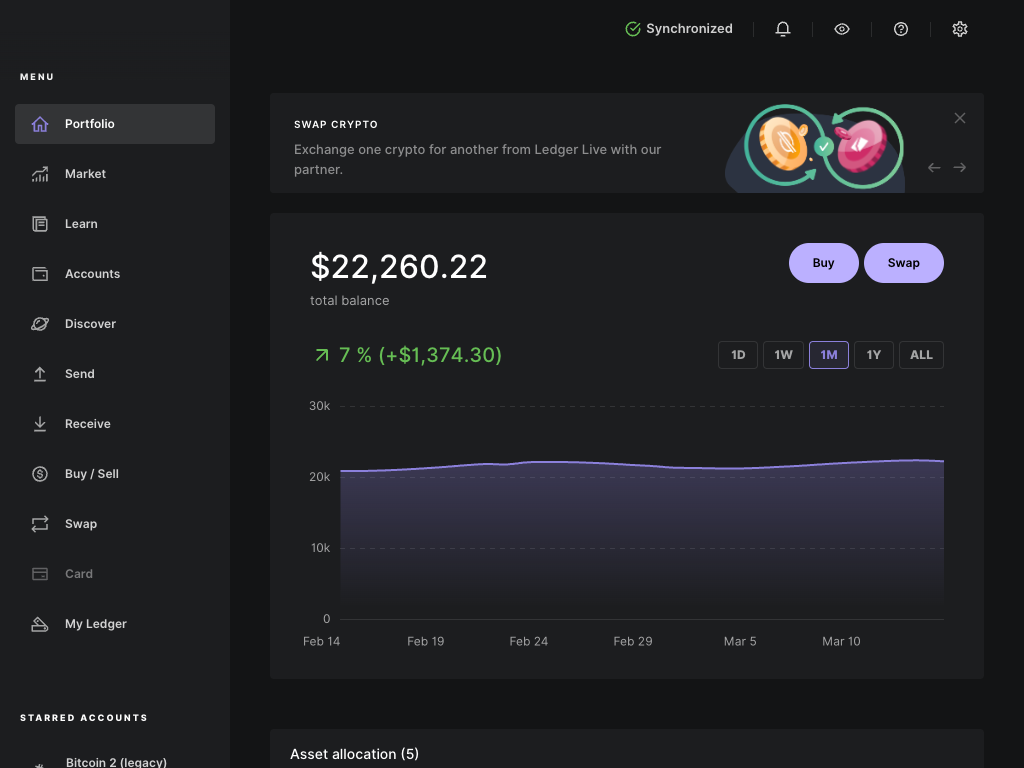 Synchronized
MENU
Portfolio
Market
Learn
Accounts
Discover
Send
Receive
Buy / Sell
Swap
Card
My Ledger
STARRED ACCOUNTS
Bitcoin 2 (legacy)
SWAP CRYPTO
Exchange one crypto for another from Ledger Live with our
partner.
$22,260.22
total balance
Buy
Swap
7 % (+$1,374.30)
1D
1W
1M
1Y
ALL
30k
20k
10k
0
Feb 14
Feb 19
Feb 24
Feb 29
Mar 5
Mar 10
Asset allocation (5)